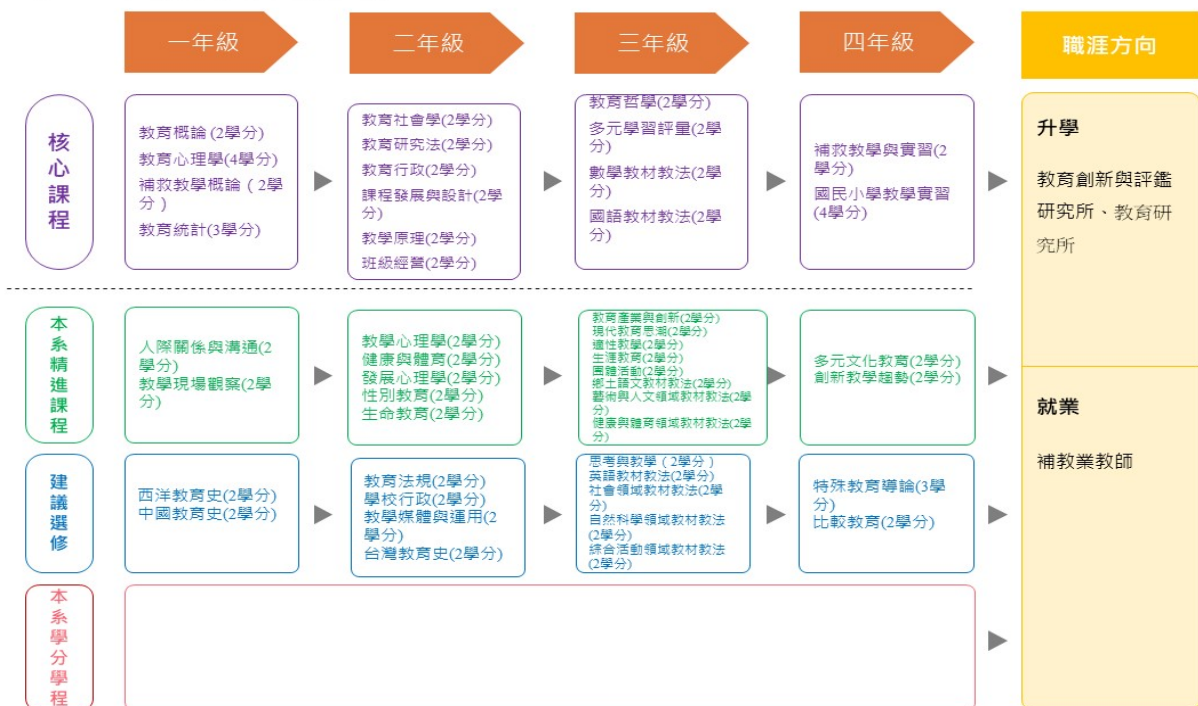 一年級
二年級
三年級
四年級
職涯方向
核心課程
教育概論(2學分)
教育心理學(4學分)
補救教學概論(2學
分)
教育統計(3學分)
教育社會學(2學分)
教育研究法(2學分)
教育行政(2學分)
課程發展與設計(2學
分)
教學原理(2學分)
班級經營(2學分)
教育哲學(2學分)
多元學習評量(2學
分)
數學教材教法(2學
分)
國語教材教法(2學
分)
補救教學與實習(2
學分)
國民小學教學實習
(4學分)
升學
教育創新與評鑑
研究所、教育研
究所
本系精進課程
人際關係與溝通(2
學分)
教學現場觀察(2學
分)
教學心理學(2學分)
健康與體育(2學分)
發展心理學(2學分)
性別教育(2學分)
生命教育(2學分)
教育產業與創新(2學分)
現代教育思潮(2學分)
適性教學(2學分)
生涯教育(2學分)
團體活動(2學分)
鄉土語文教材教法(2學分)
藝術與人文領域教材教法(2學
分)
健康與體育領域教材教法(2學
分)
多元文化教育(2學分)
創新教學趨勢(2學分)
就業
補教業教師
建議選修
西洋教育史(2學分)
中國教育史(2學分)
教育法規(2學分)
學校行政(2學分)
教學媒體與運用(2
學分)
台灣教育史(2學分)
思考與教學(2學分)
英語教材教法(2學分)
社會領域教材教法(2學
分)
自然科學領域教材教法
(2學分)
綜合活動領域教材教法
(2學分)
特殊教育導論(3學
分)
比較教育(2學分)
本系學分學程